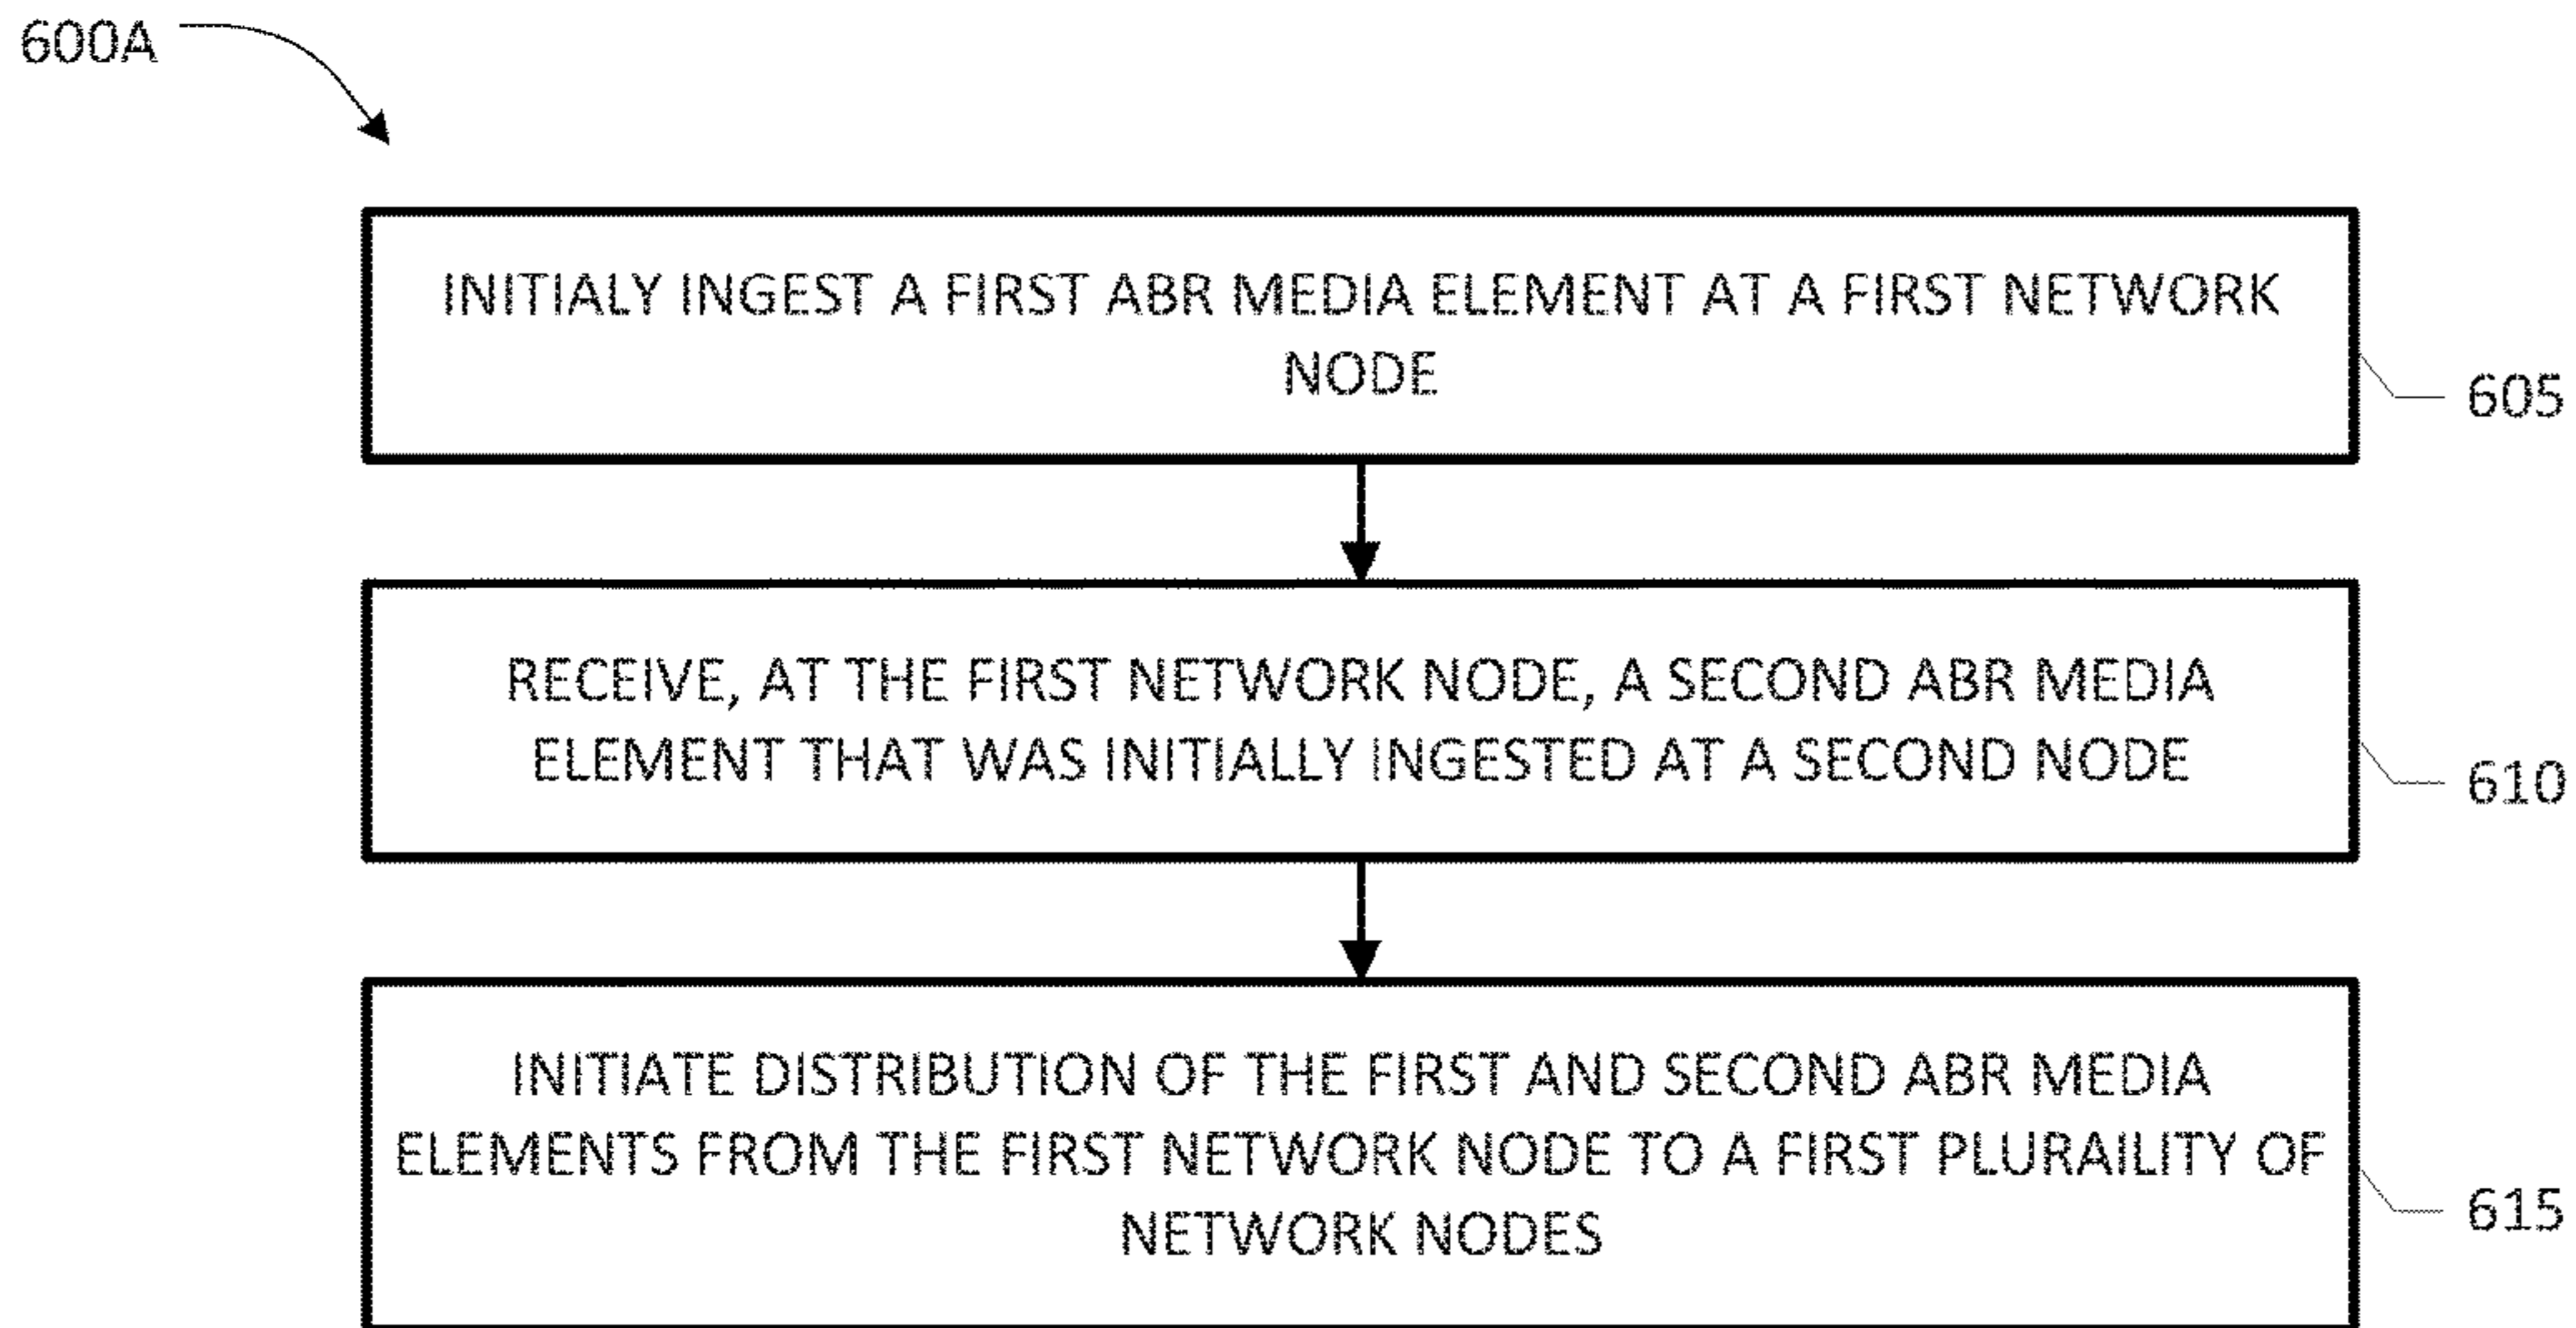 600A
INITIALY INGEST A FIRST ABR MEDIA ELEMENT AT A FIRST NETWORK
NODE
605
RECEIVE, AT THE FIRST NETWORK NODE, A SECOND ABR MEDIA
ELEMENT THAT WAS INITIALLY INGESTED AT A SECOND NODE
610
INITIATE DISTRIBUTION OF THE FIRST AND SECOND ABR MEDIA
ELEMENTS FROM THE FIRST NETWORK NODE TO A FIRST PLURAILITY OF
NETWORK NODES
615